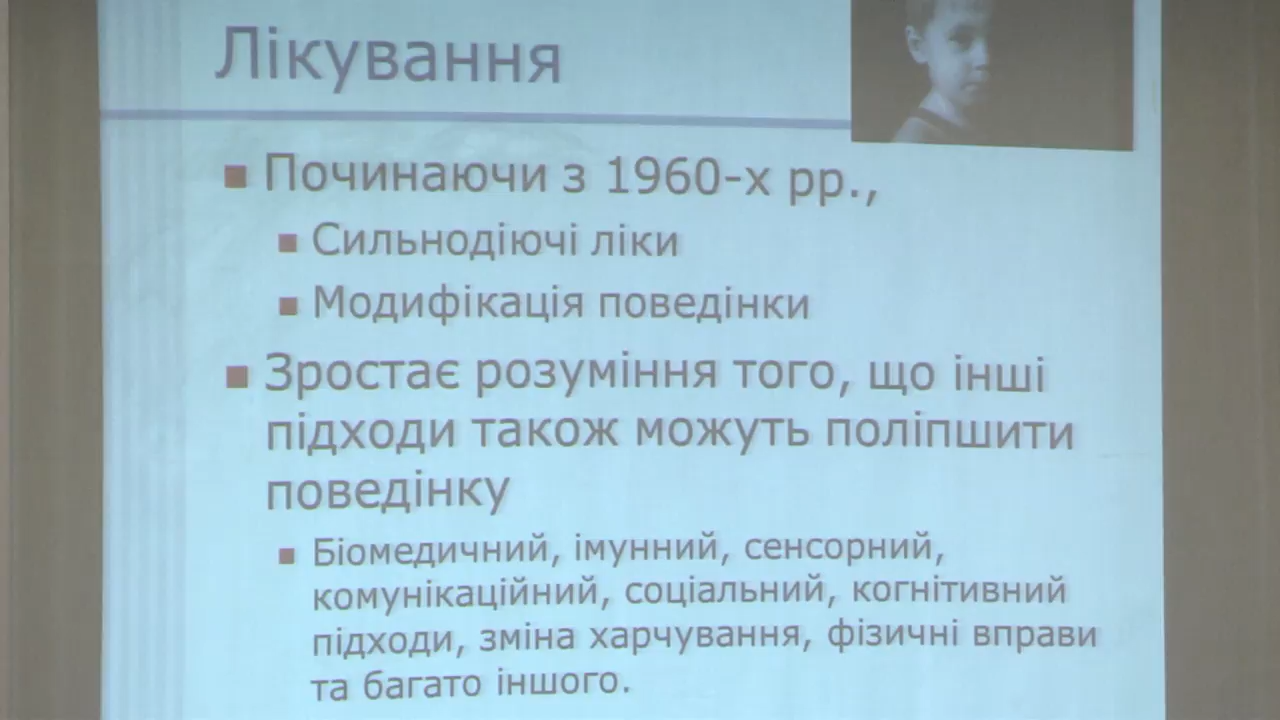 Лікування
Починаючи з 1960-х рр.,
Сильнодіючі ліки
Модифікація поведінки
Зростає розуміння того, що інші
підходи також можуть поліпшити
поведінку
Біомедичний, імунний, сенсорний,
комунікаційний, соціальний, когнітивний
підходи, зміна харчування, фізичні вправи
та багато іншого.